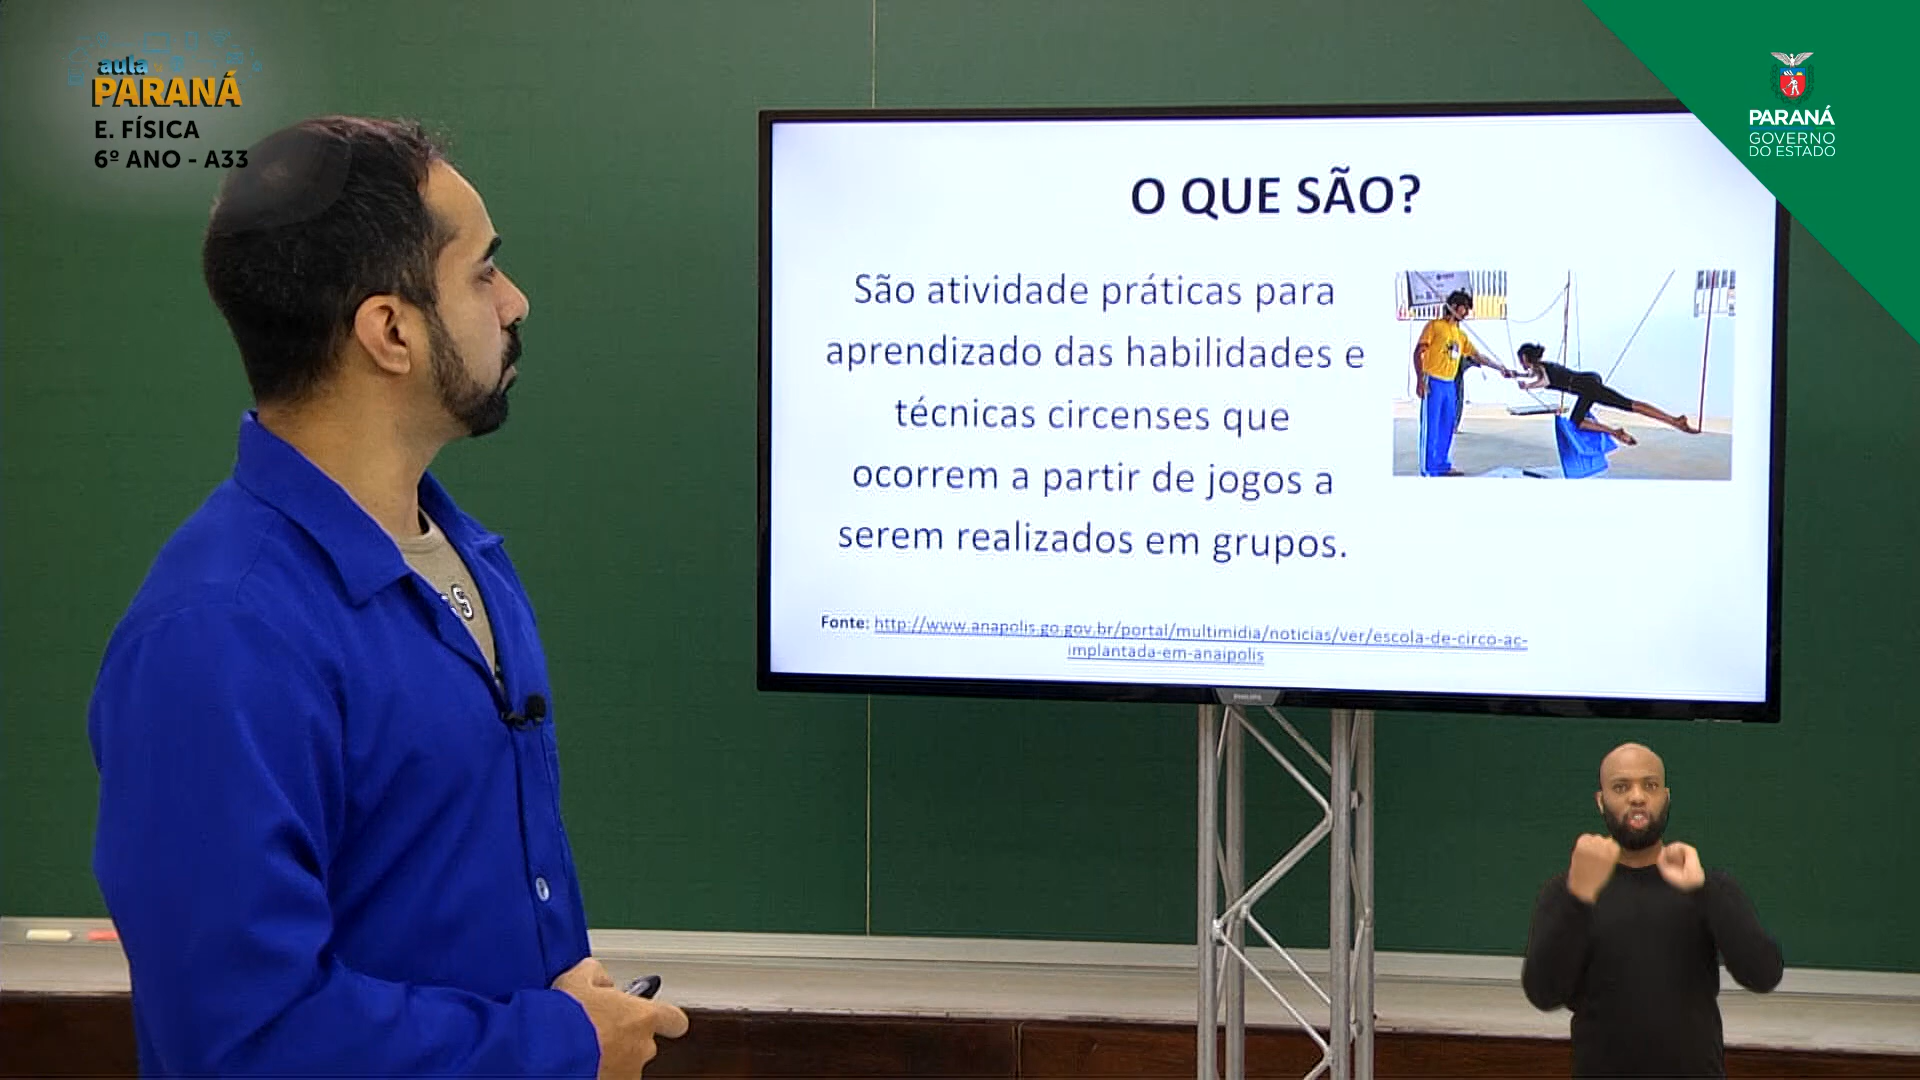 aula
PARANÁ
E. FÍSICA
6º ANO - A33
PARANÁ
GOVERNO
DO ESTADO
O QUE SÃO?
São atividade práticas para
aprendizado das habilidades e
técnicas circenses que
ocorrem a partir de jogos a
serem realizados em grupos.
Fonte: http://www.anapolis.go.gov.br/portal/multimidia/noticias/ver/escola-de-circo-ac-
implantada-em-anaipolis
PHILIPS